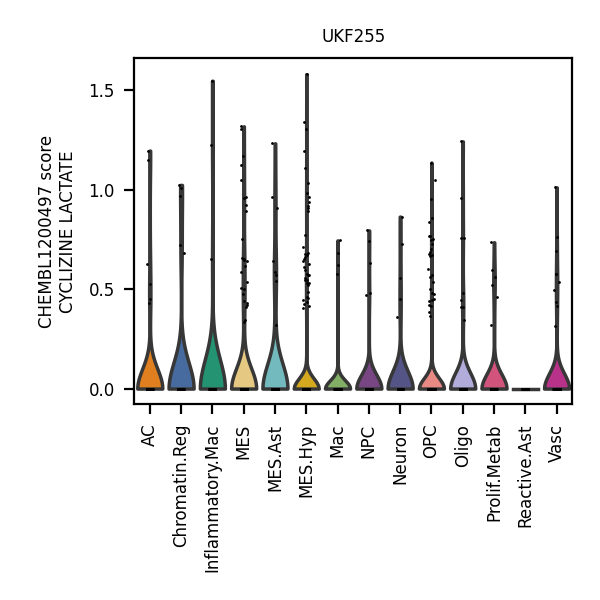 UKF255
CHEMBL1200497 score
CYCLIZINE LACTATE
1.5
1.0
0.5
0.0
AC
Chromatin.Reg
Inflammatory.Mac
MES
MES.Ast
MES.Hyp
Mac
NPC
Neuron
OPC
Oligo
Prolif.Metab
Reactive.Ast
Vasc